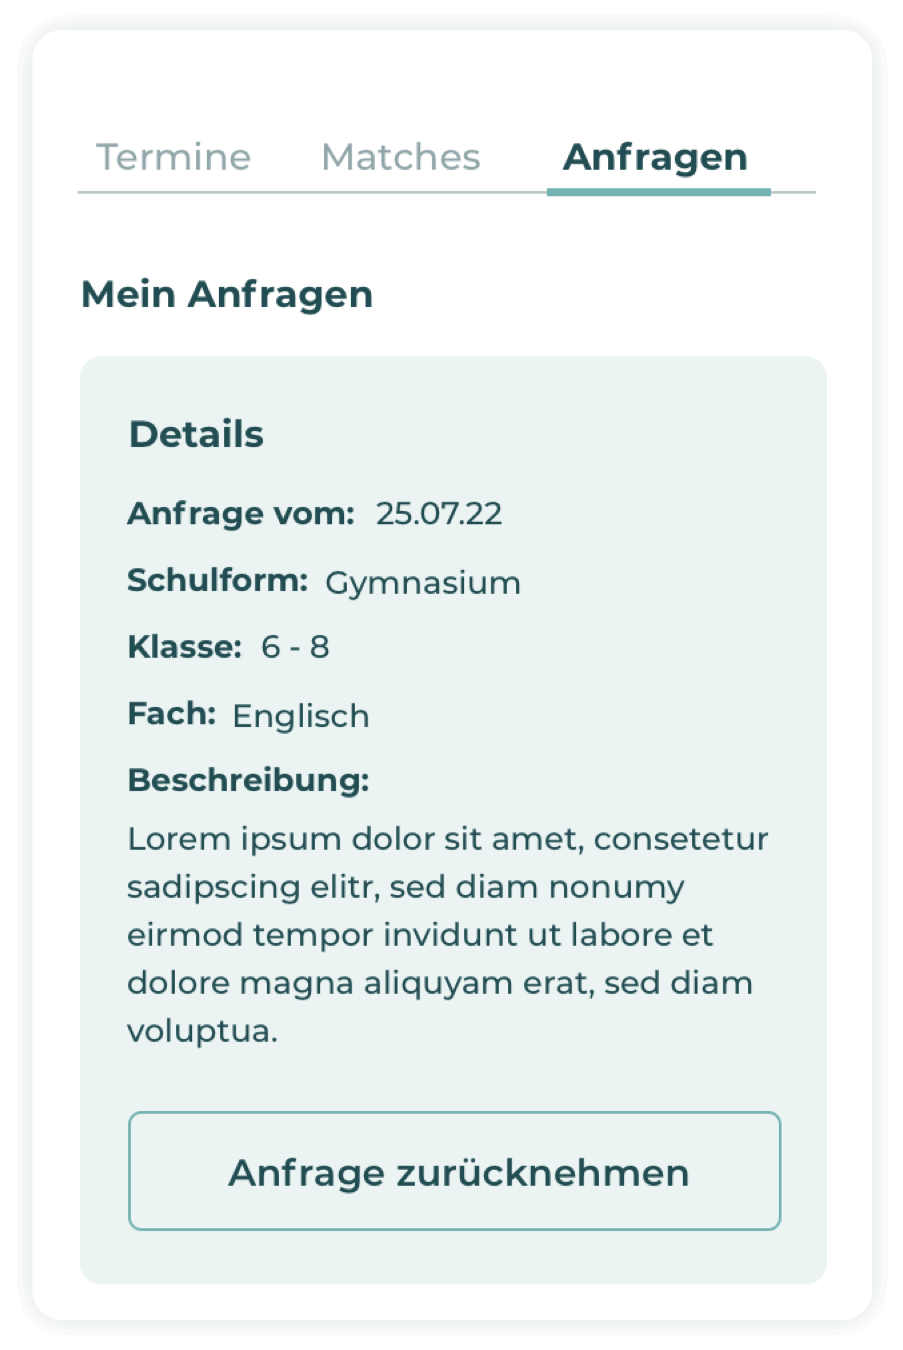 Termine Matches Anfragen
Mein Anfragen
Details
Anfrage vom: 25.07.22
Schulform: Gymnasium
Klasse: 6 - 8
Fach: Englisch
Beschreibung:
Lorem ipsum dolor sit amet, consetetur
sadipscing elitr, sed diam nonumy
eirmod tempor invidunt ut labore et
dolore magna aliquyam erat, sed diam
voluptua.
Anfrage zurücknehmen